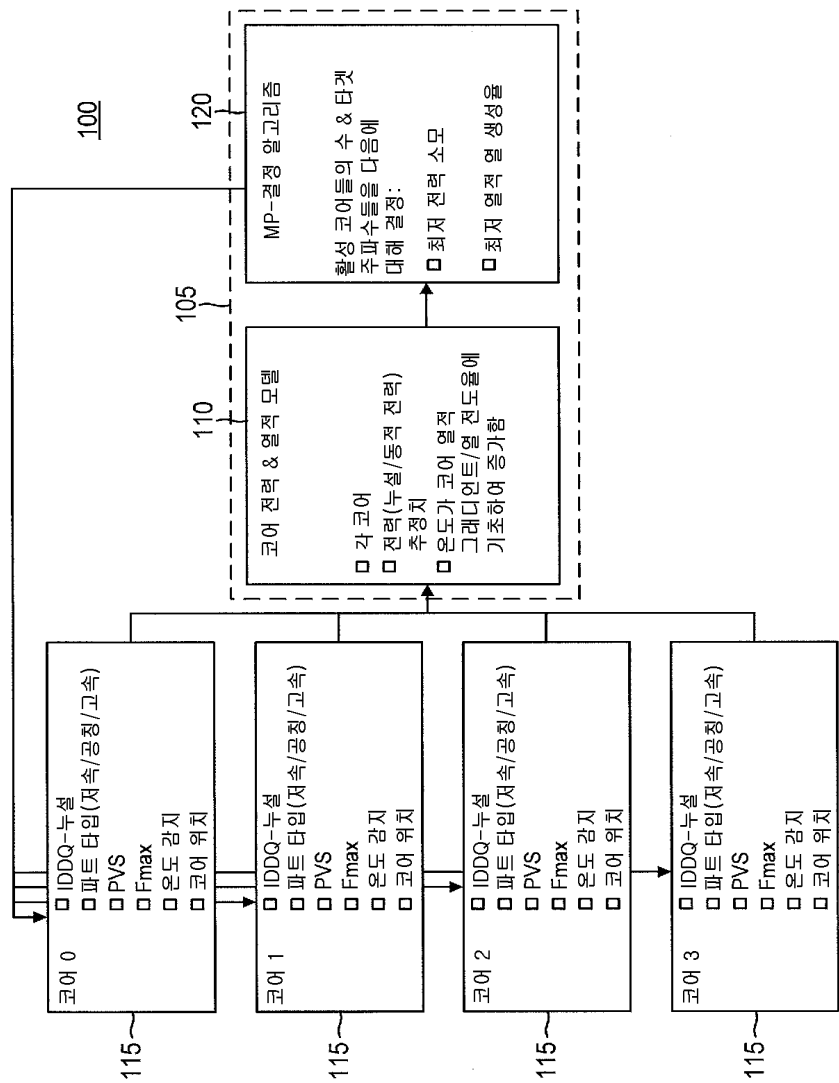 100
코어 0
IDDQ-누설
파트 타입(저속/공칭/고속)
PVS
Fmax
온도 감지
코어 위치
115
코어 1
IDDQ-누설
파트 타입(저속/공칭/고속)
PVS
Fmax
온도 감지
코어 위치
115
코어 2
IDDQ-누설
파트 타입(저속/공칭/고속)
PVS
Fmax
온도 감지
코어 위치
115
코어 3
IDDQ-누설
파트 타입(저속/공칭/고속)
PVS
Fmax
온도 감지
코어 위치
115
105
110
코어 전력 & 열적 모델
각 코어
전력(누설/동적 전력)
추정치
온도가 코어 열적
그래디언트/열 전도율에
기초하여 증가함
120
MP-결정 알고리즘
활성 코어들의 수 & 타겟
주파수들을 다음에
대해 결정:
최저 전력 소모
최저 열적 열 생성율